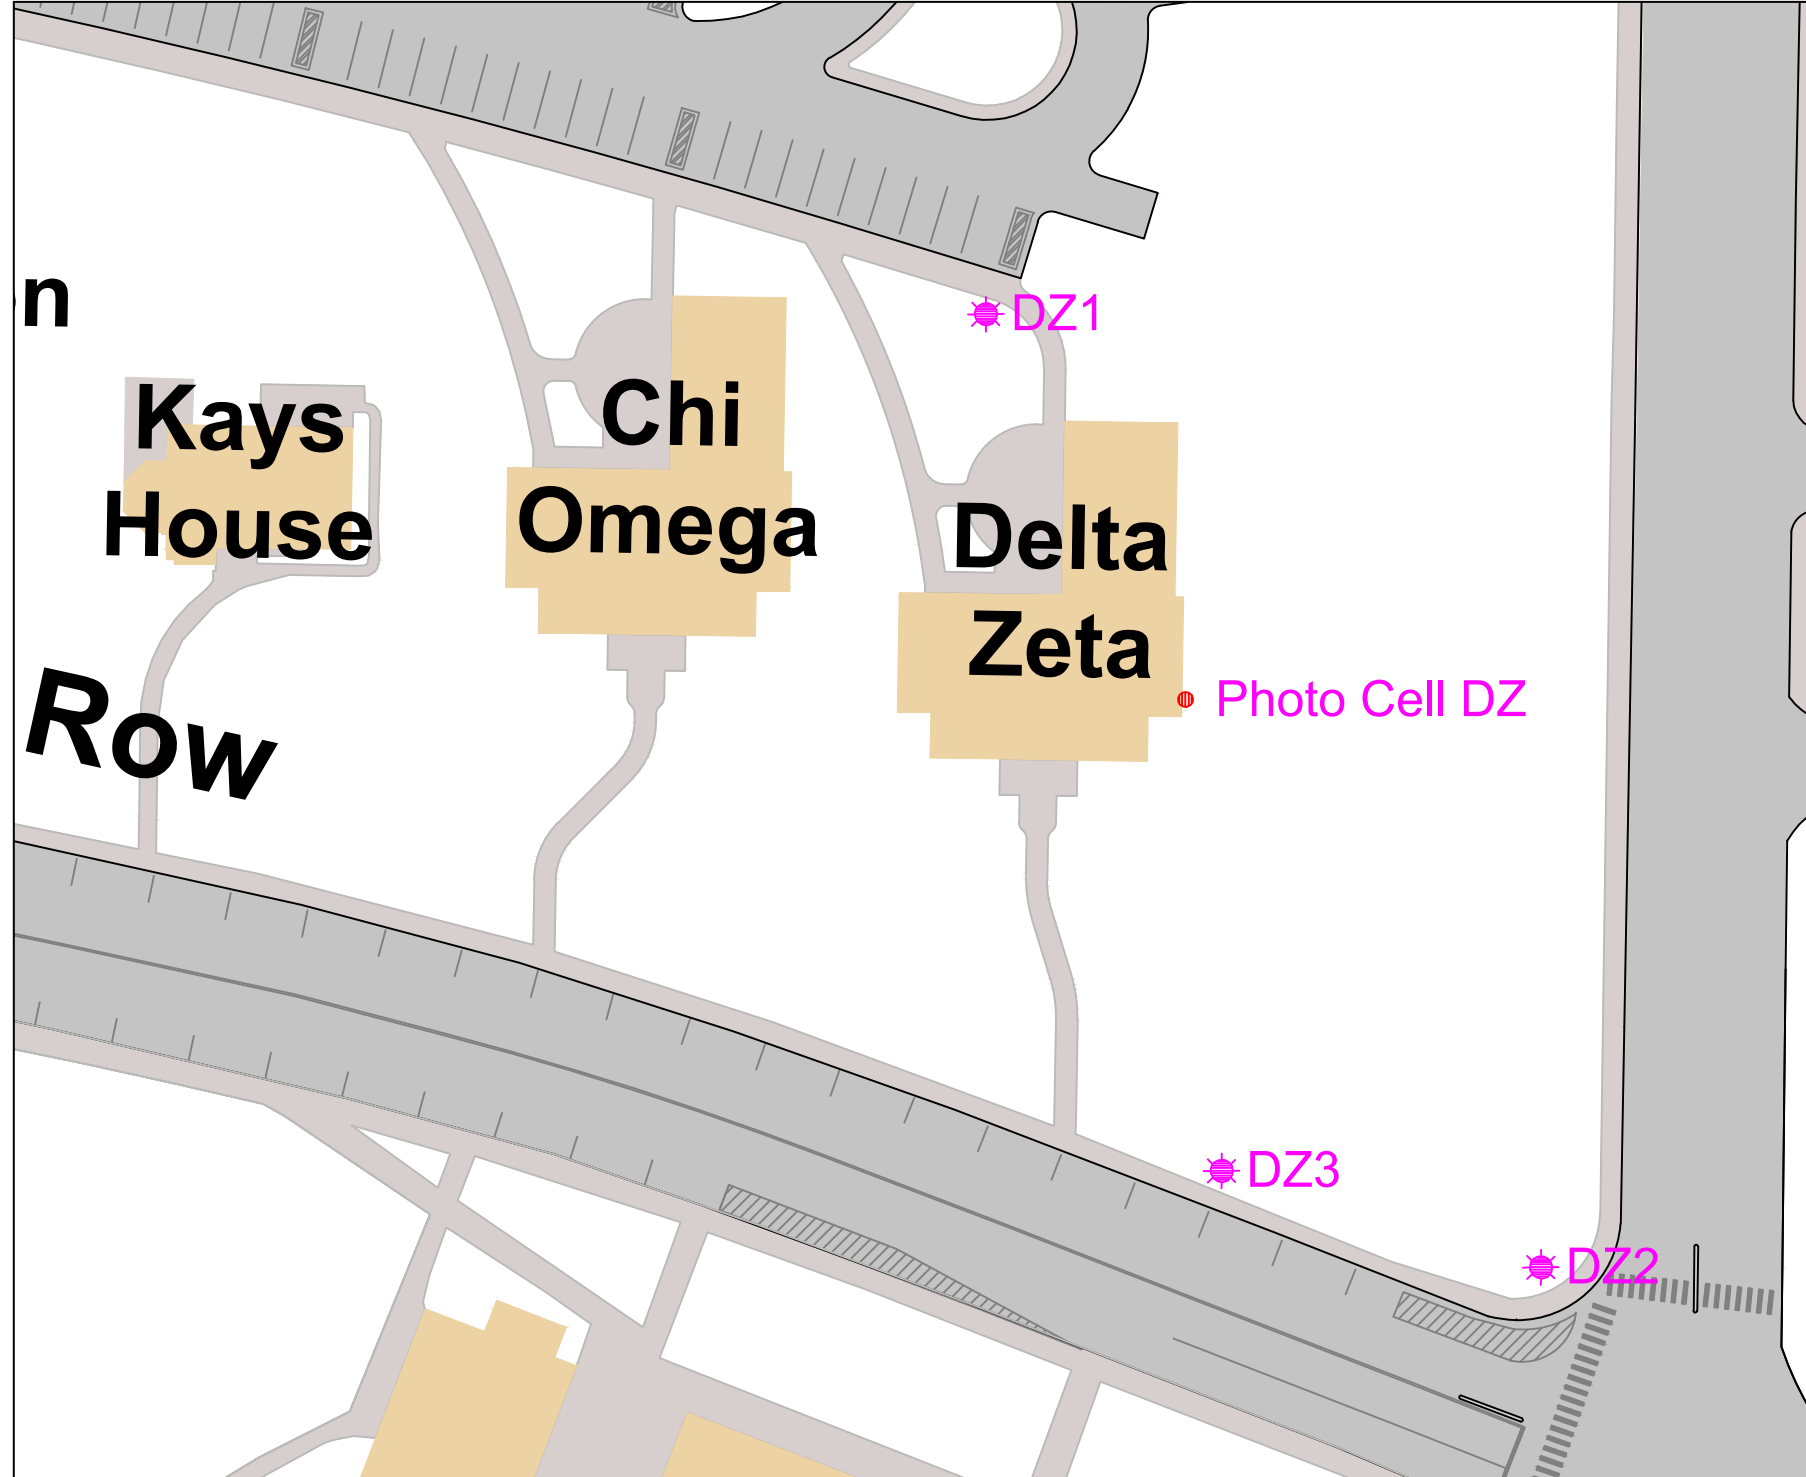 n
DZ1
Kays
House
Chi
Omega
Delta
Zeta
Photo Cell DZ
Row
DZ3
DZ2